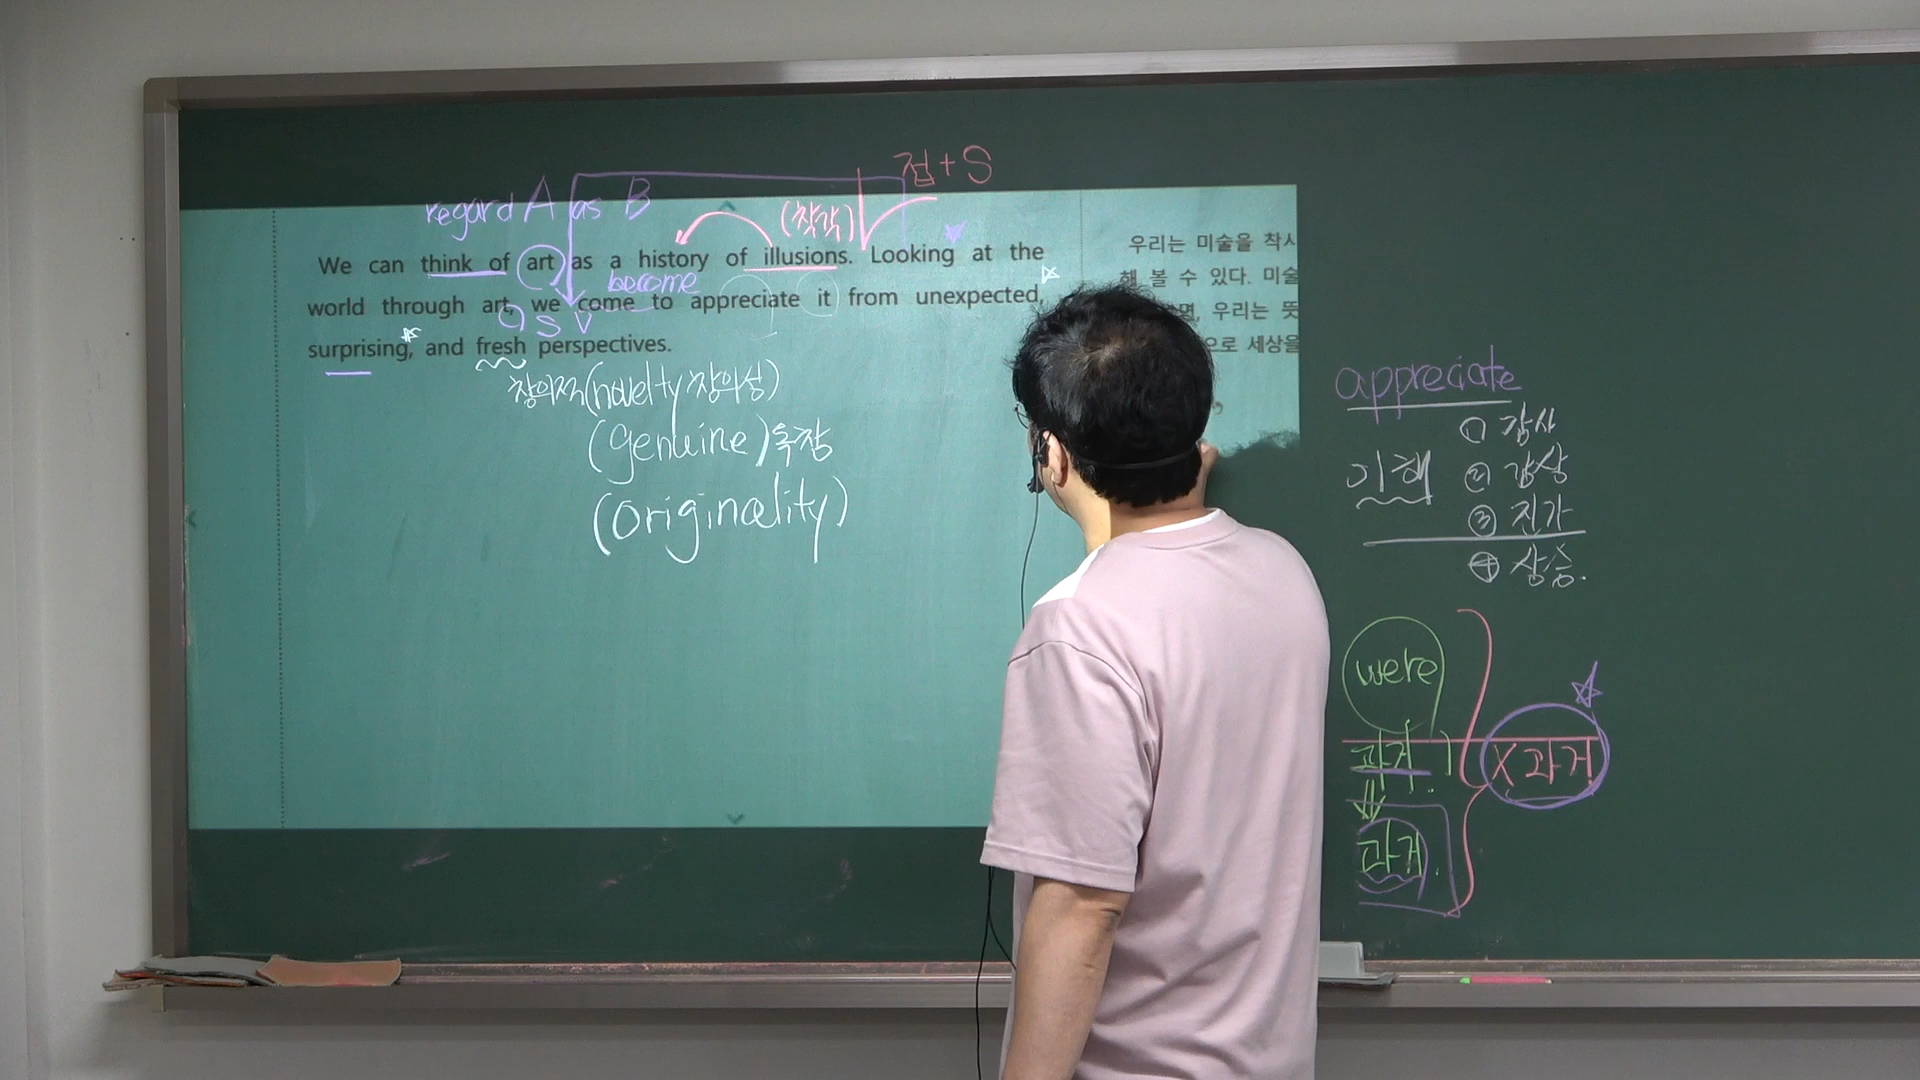 접+S
regard A as B
(착각)
We can think of art as a history of illusions. Looking at the
become
world through art, we come to appreciate it from unexpected,
S V
surprising, and fresh perspectives.
창의적(novelty 창의성)
(genuine) 독창
(originality)
우리는 미술을 착시
해 볼 수 있다. 미술
면, 우리는 뜻
으로 세상을
appreciate
이해
① 감사
② 감상
③ 진가
④ 상승.
were
과거.
과거.
X 과거